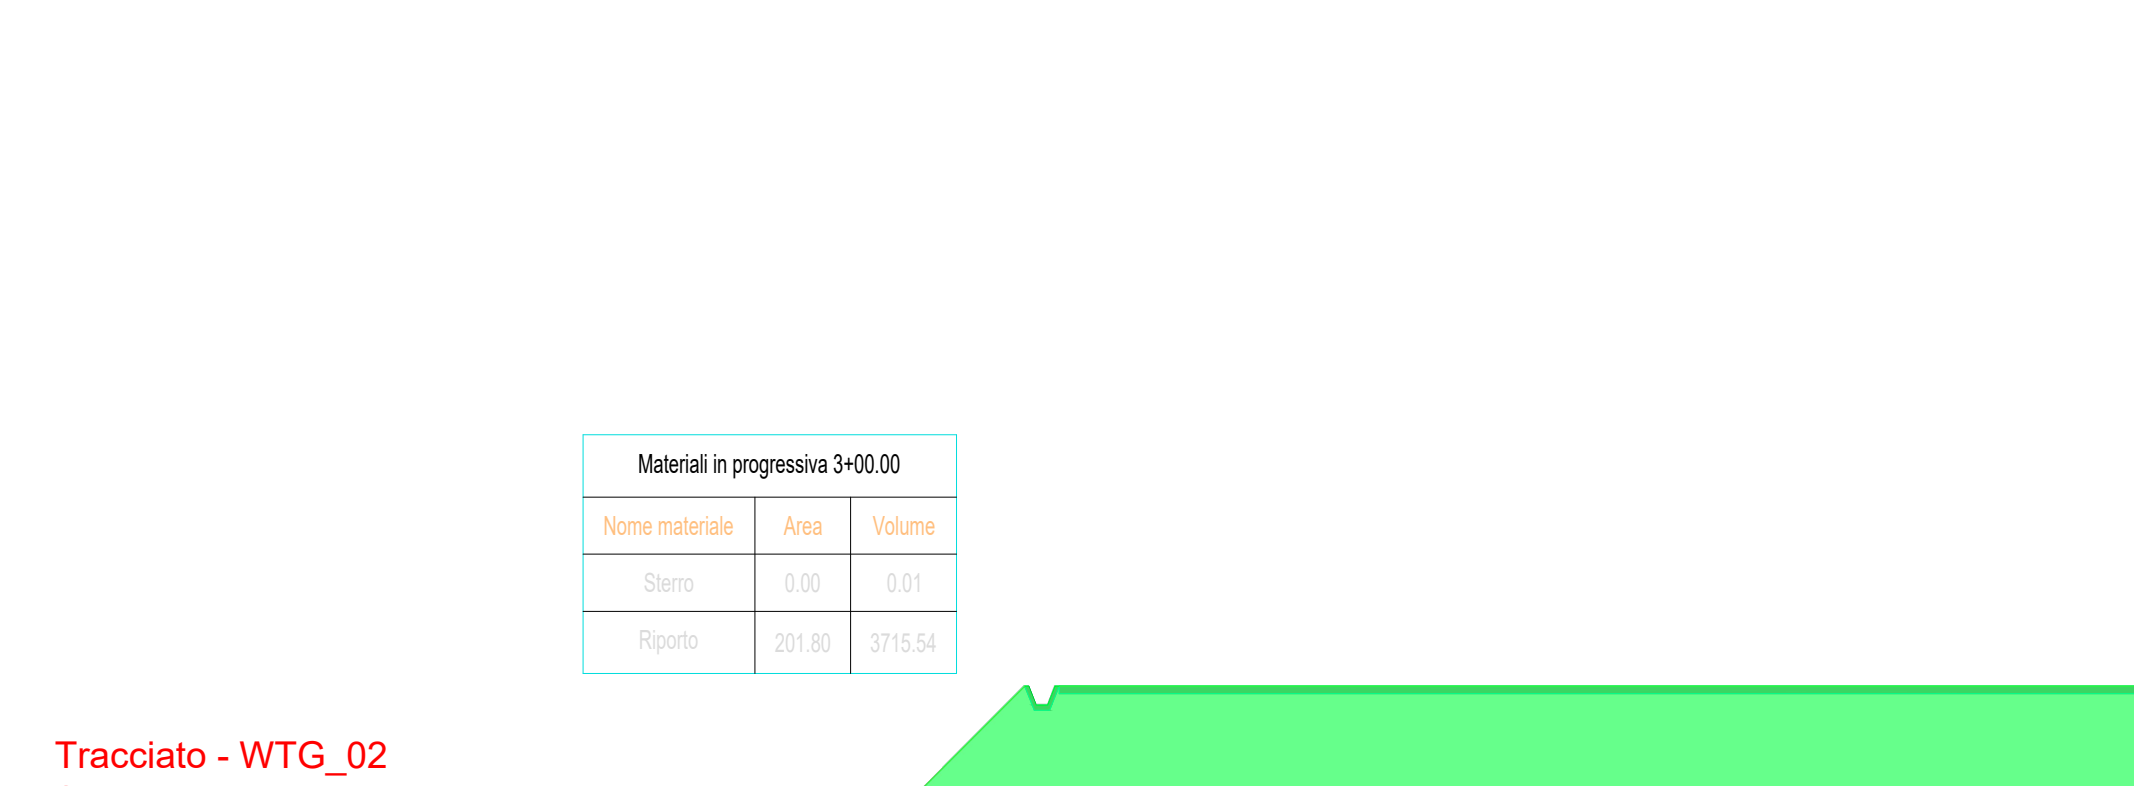 Materiali in progressiva 3+00.00
Nome materiale Area Volume
Sterro 0.00 0.01
Riporto 201.80 3715.54
Tracciato - WTG_02